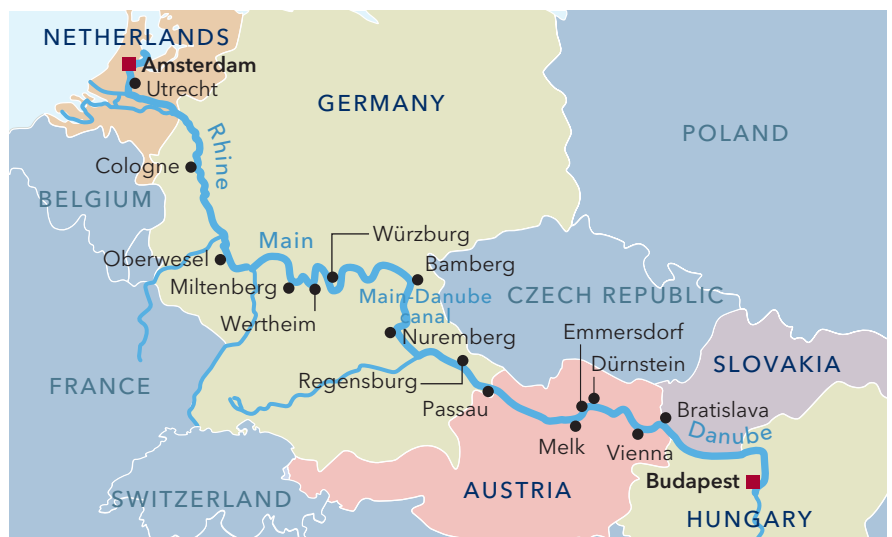 NETHERLANDS
Amsterdam
Utrecht
GERMANY
POLAND
Rhine
Cologne
BELGIUM
Main
Würzburg
Oberwesel
Bamberg
Miltenberg
Main-Danube
canal
CZECH REPUBLIC
Wertheim
Nuremberg
Emmersdorf
Dürnstein
SLOVAKIA
FRANCE
Regensburg
Passau
Bratislava
Danube
Melk
Vienna
Budapest
SWITZERLAND
AUSTRIA
HUNGARY